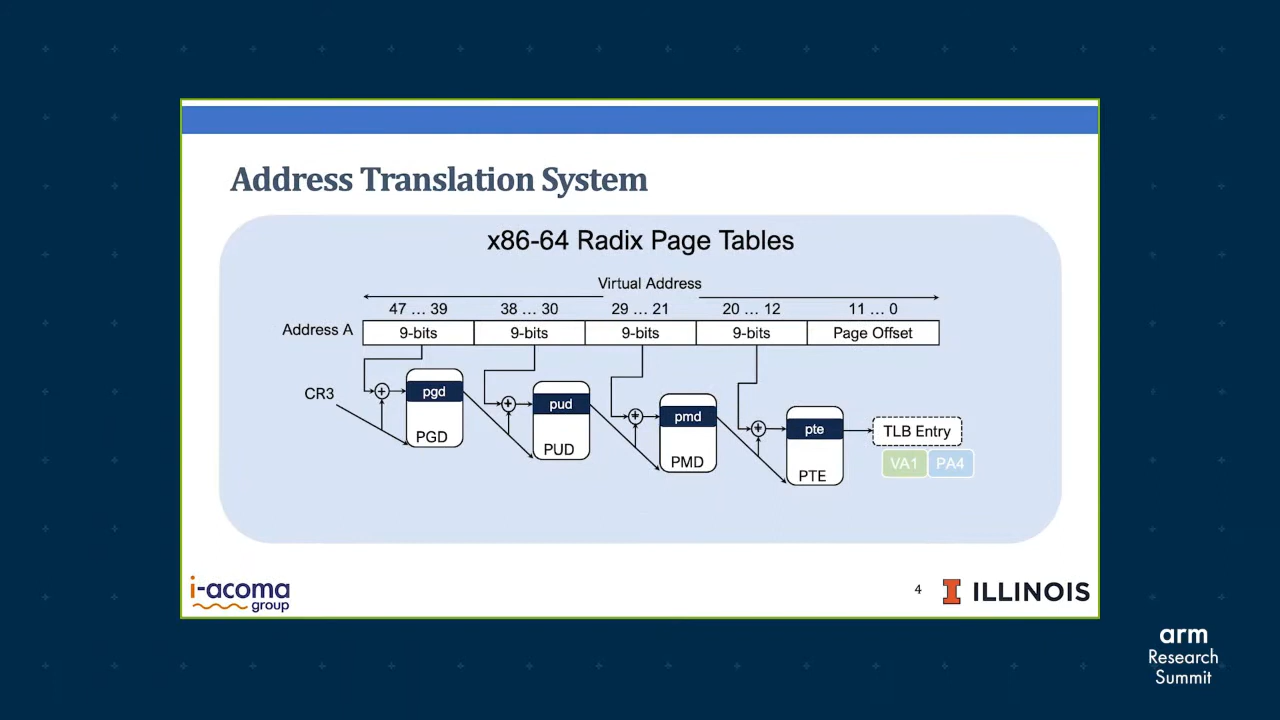 Address Translation System
x86-64 Radix Page Tables
Virtual Address
47 ... 39 38 ... 30 29 ... 21 20 ... 12 11 ... 0
Address A 9-bits 9-bits 9-bits 9-bits Page Offset
CR3
pgd
PGD
pud
PUD
pmd
PMD
pte
PTE
TLB Entry
VA1 PA4
i-acoma
group
4
I ILLINOIS
arm
Research
Summit